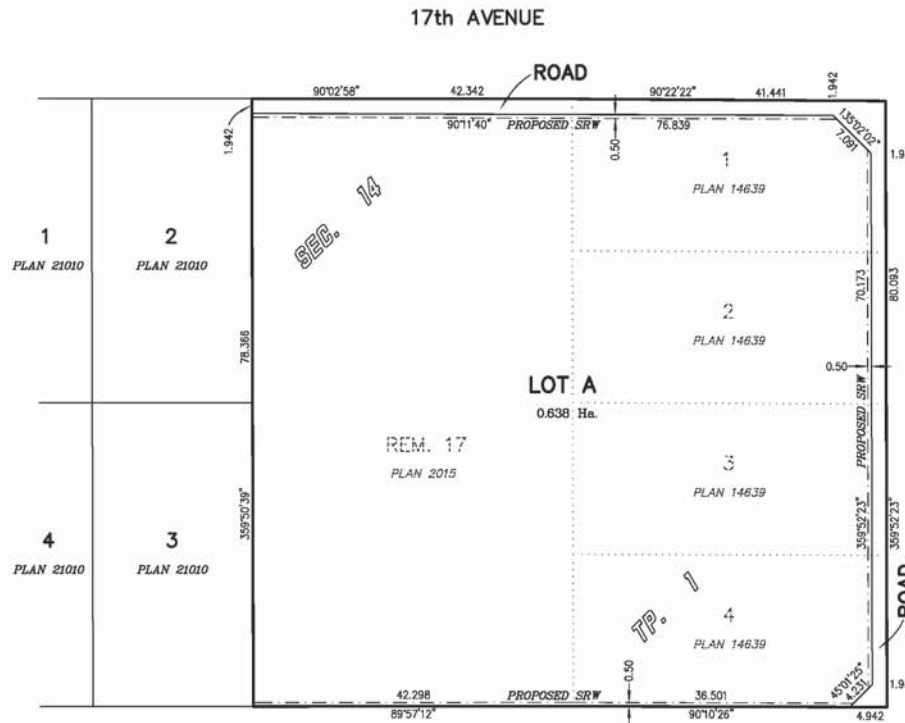 17th AVENUE
ROAD
90°02'58"
42.342
90°22'22"
41.441
1.942
90°11'40"
PROPOSED SRW
76.839
135°02'02"
7.091
1.942
0.50
1.9
1
PLAN 14639
SEC. 14
1
PLAN 21010
2
PLAN 21010
70.173
80.093
2
PLAN 14639
78.366
0.50
LOT A
0.638 Ha.
PROPOSED SRW
REM. 17
PLAN 2015
3
PLAN 14639
359°50'39"
359°52'23"
359°52'23"
4
PLAN 21010
3
PLAN 21010
TP. 1
4
PLAN 14639
ROAD
0.50
45°01'25"
4.231
1.9
42.298
PROPOSED SRW
36.501
89°57'12"
90°10'26"
4.942